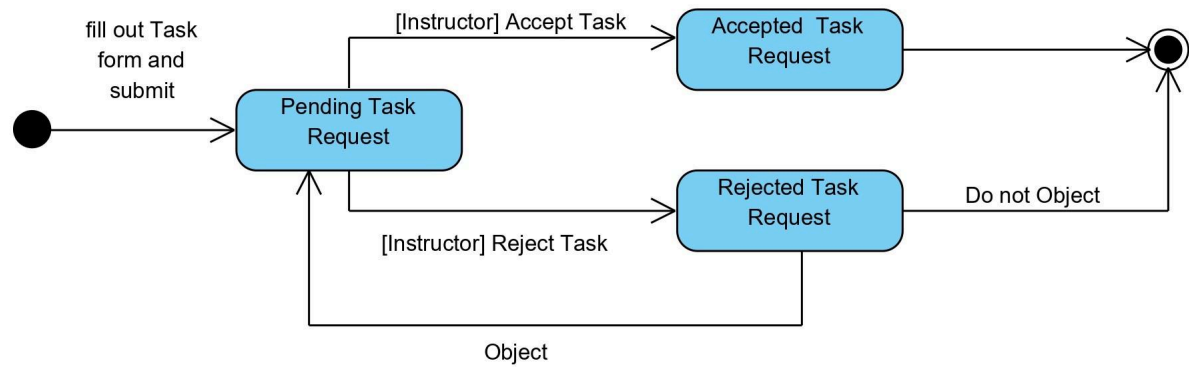 fill out Task
form and
submit
[Instructor] Accept Task
Accepted  Task
Request
Pending Task
Request
Rejected Task
Request
Do not Object
[Instructor] Reject Task
Object